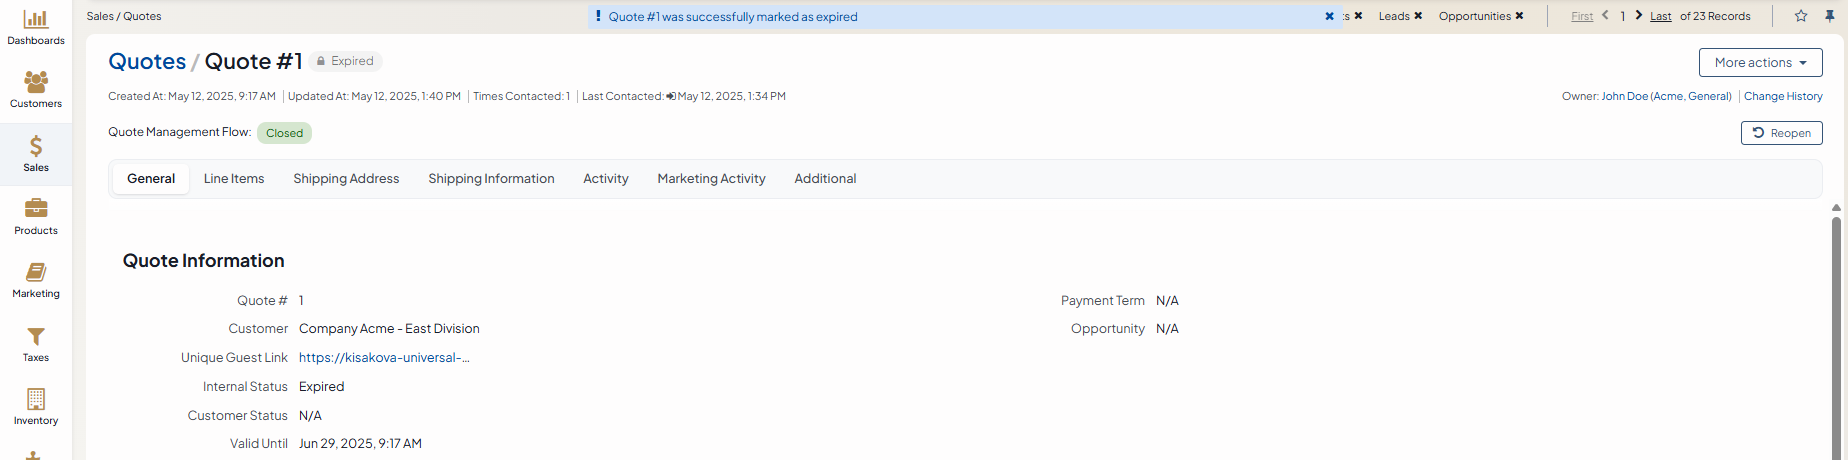 Dashboards
Customers
Sales
Products
Marketing
Taxes
Inventory
Sales / Quotes
! Quote #1 was successfully marked as expired
Leads
Opportunities
First 1 Last of 23 Records
Quotes / Quote #1 Expired
More actions
Created At: May 12, 2025, 9:17 AM Updated At: May 12, 2025, 1:40 PM Times Contacted: 1 Last Contacted: May 12, 2025, 1:34 PM
Owner: John Doe (Acme, General) Change History
Quote Management Flow: Closed
Reopen
General Line Items Shipping Address Shipping Information Activity Marketing Activity Additional
Quote Information
Quote # 1
Customer Company Acme - East Division
Unique Guest Link https://kisakova-universal-...
Internal Status Expired
Customer Status N/A
Valid Until Jun 29, 2025, 9:17 AM
Payment Term N/A
Opportunity N/A